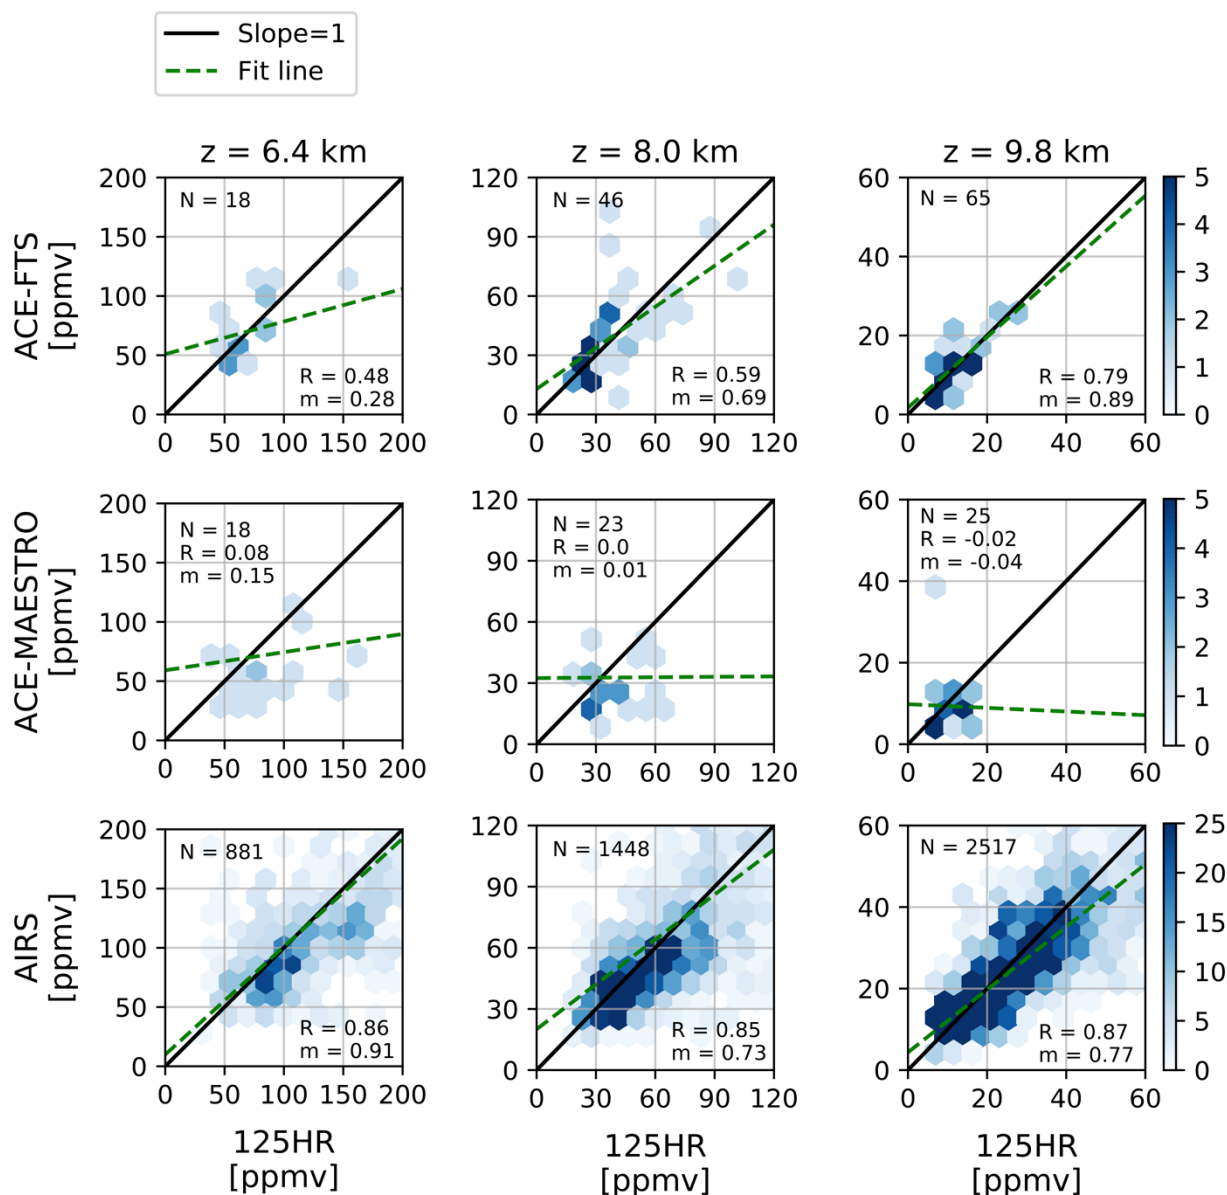 Slope=1
Fit line
z = 6.4 km
z = 8.0 km
z = 9.8 km
ACE-FTS
[ppmv]
200
150
100
50
0
N = 18
R = 0.48
m = 0.28
0 50 100 150 200
120
90
60
30
0
N = 46
R = 0.59
m = 0.69
0 30 60 90 120
60
40
20
0
N = 65
R = 0.79
m = 0.89
0 20 40 60
5
4
3
2
1
0
ACE-MAESTRO
[ppmv]
200
150
100
50
0
N = 18
R = 0.08
m = 0.15
0 50 100 150 200
120
90
60
30
0
N = 23
R = 0.0
m = 0.01
0 30 60 90 120
60
40
20
0
N = 25
R = -0.02
m = -0.04
0 20 40 60
5
4
3
2
1
0
AIRS
[ppmv]
200
150
100
50
0
N = 881
R = 0.86
m = 0.91
0 50 100 150 200
125HR
[ppmv]
120
90
60
30
0
N = 1448
R = 0.85
m = 0.73
0 30 60 90 120
125HR
[ppmv]
60
40
20
0
N = 2517
R = 0.87
m = 0.77
0 20 40 60
125HR
[ppmv]
25
20
15
10
5
0